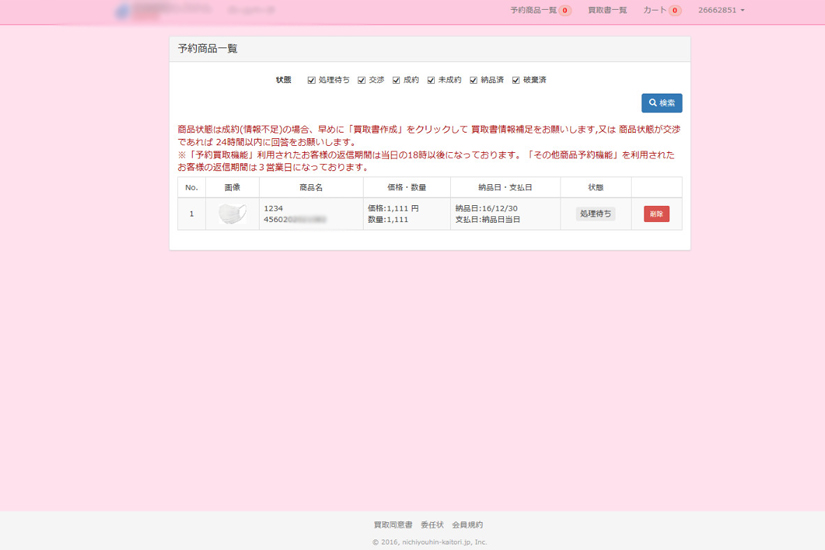 予約商品一覧 0 買取書一覧 カート 0 26662851
予約商品一覧
状態 処理待ち 交渉 成約 未成約 納品済 破棄済
検索
商品状態は成約(情報不足)の場合、早めに「買取書作成」をクリックして 買取書情報補足をお願いします,又は 商品状態が交渉
であれば 24時間以内に回答をお願いします。
※「予約買取機能」利用されたお客様の返信期間は当日の18時以後になっております。「その他商品予約機能」を利用された
お客様の返信期間は３営業日になっております。
No. 画像 商品名 価格・数量 納品日・支払日 状態
1 1234 価格:1,111 円 納品日:16/12/30 処理待ち 削除
45602 数量:1,111 支払日:納品日当日
買取同意書 委任状 会員規約
© 2016, nichiyouhin-kaitori.jp, Inc.